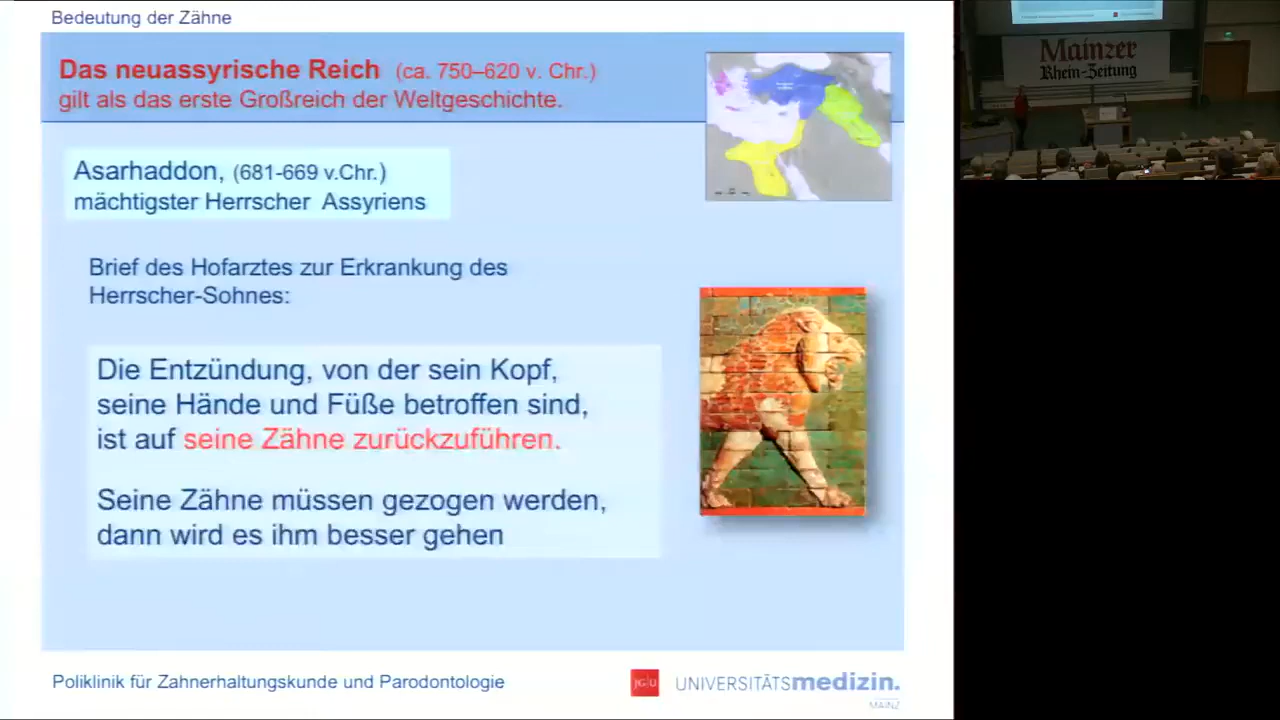 Bedeutung der Zähne
Das neuassyrische Reich (ca. 750–620 v. Chr.)
gilt als das erste Großreich der Weltgeschichte.
Asarhaddon, (681-669 v.Chr.)
mächtigster Herrscher Assyriens
Brief des Hofarztes zur Erkrankung des
Herrscher-Sohnes:
Die Entzündung, von der sein Kopf,
seine Hände und Füße betroffen sind,
ist auf seine Zähne zurückzuführen.
Seine Zähne müssen gezogen werden,
dann wird es ihm besser gehen
Poliklinik für Zahnerhaltungskunde und Parodontologie
JG|U UNIVERSITÄTSmedizin.
MAINZ
Mainzer
Rhein-Zeitung